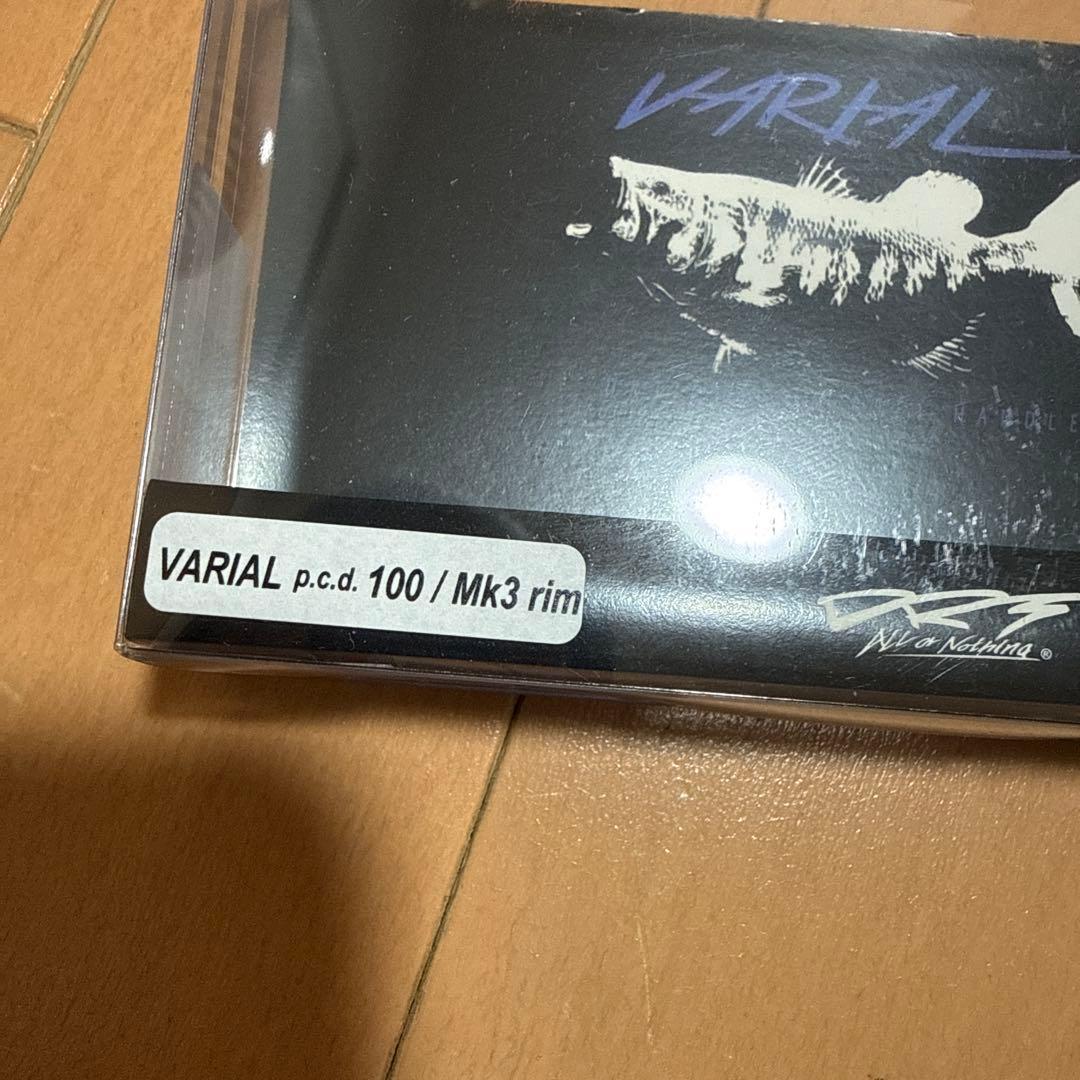 VARIAL
VARIAL p.c.d. 100 / Mk3 rim
DRT
All or Nothing ®